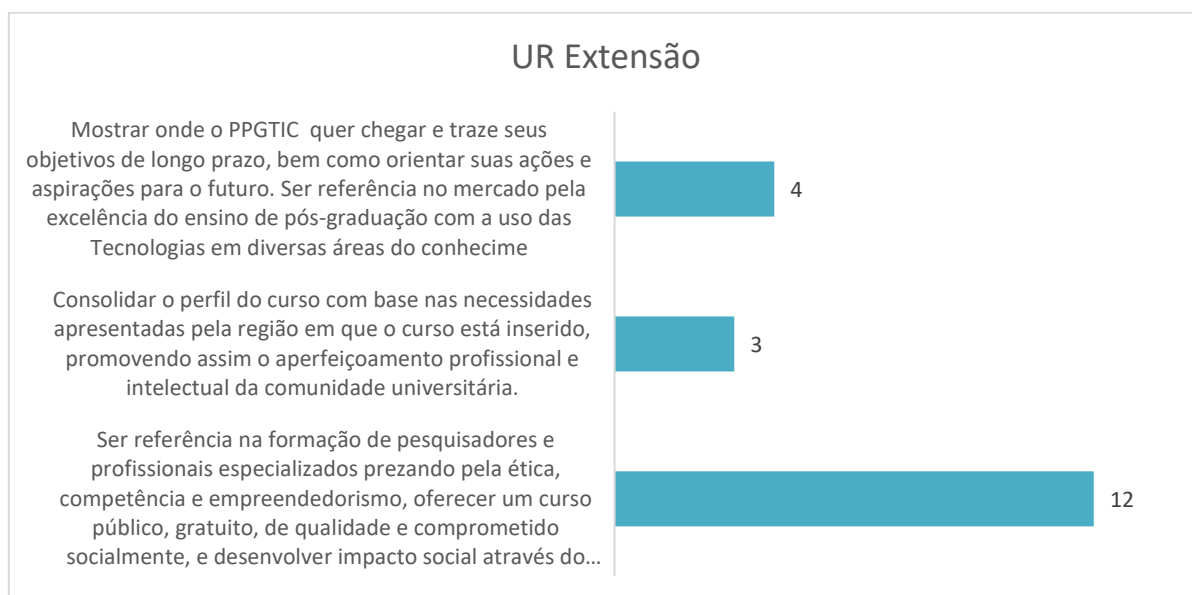 UR Extensão
Mostrar onde o PPGTIC quer chegar e traze seus
objetivos de longo prazo, bem como orientar suas ações e
aspirações para o futuro. Ser referência no mercado pela
excelência do ensino de pós-graduação com a uso das
Tecnologias em diversas áreas do conhecime
4
Consolidar o perfil do curso com base nas necessidades
apresentadas pela região em que o curso está inserido,
promovendo assim o aperfeiçoamento profissional e
intelectual da comunidade universitária.
3
Ser referência na formação de pesquisadores e
profissionais especializados prezando pela ética,
competência e empreendedorismo, oferecer um curso
público, gratuito, de qualidade e comprometido
socialmente, e desenvolver impacto social através do…
12